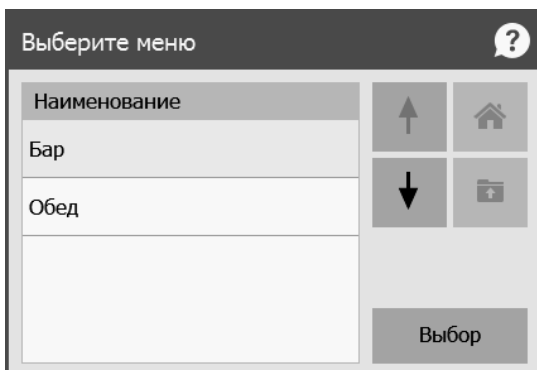 Выберите меню
?
Наименование
Бар
Обед
Выбор